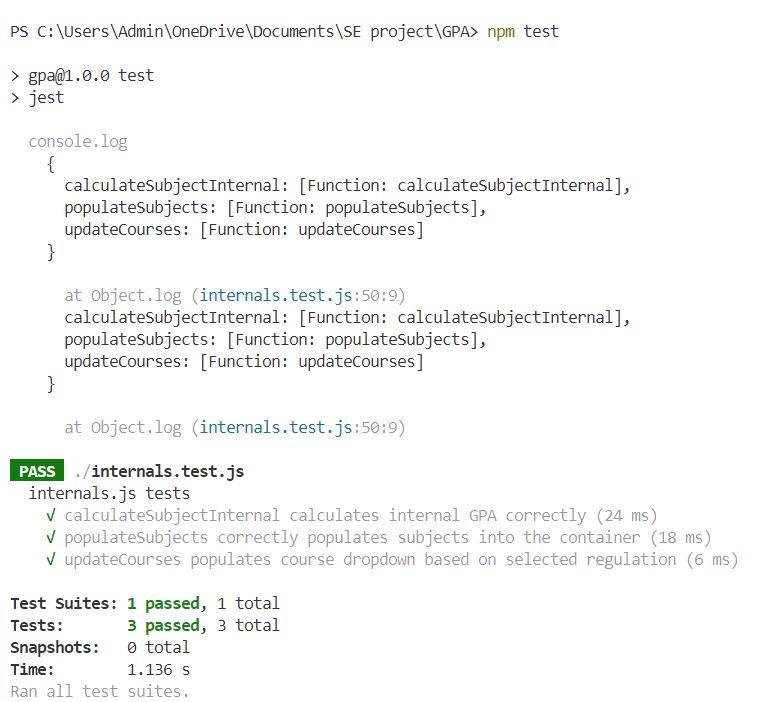 PS C:\Users\Admin\OneDrive\Documents\SE project\GPA> npm test
> gpa@1.0.0 test
> jest
console.log
{
calculateSubjectInternal: [Function: calculateSubjectInternal],
populateSubjects: [Function: populateSubjects],
updateCourses: [Function: updateCourses]
}
at Object.log (internals.test.js:50:9)
calculateSubjectInternal: [Function: calculateSubjectInternal],
populateSubjects: [Function: populateSubjects],
updateCourses: [Function: updateCourses]
}
at Object.log (internals.test.js:50:9)
PASS ./internals.test.js
internals.js tests
√ calculateSubjectInternal calculates internal GPA correctly (24 ms)
√ populateSubjects correctly populates subjects into the container (18 ms)
√ updateCourses populates course dropdown based on selected regulation (6 ms)
Test Suites: 1 passed, 1 total
Tests: 3 passed, 3 total
Snapshots: 0 total
Time: 1.136 s
Ran all test suites.